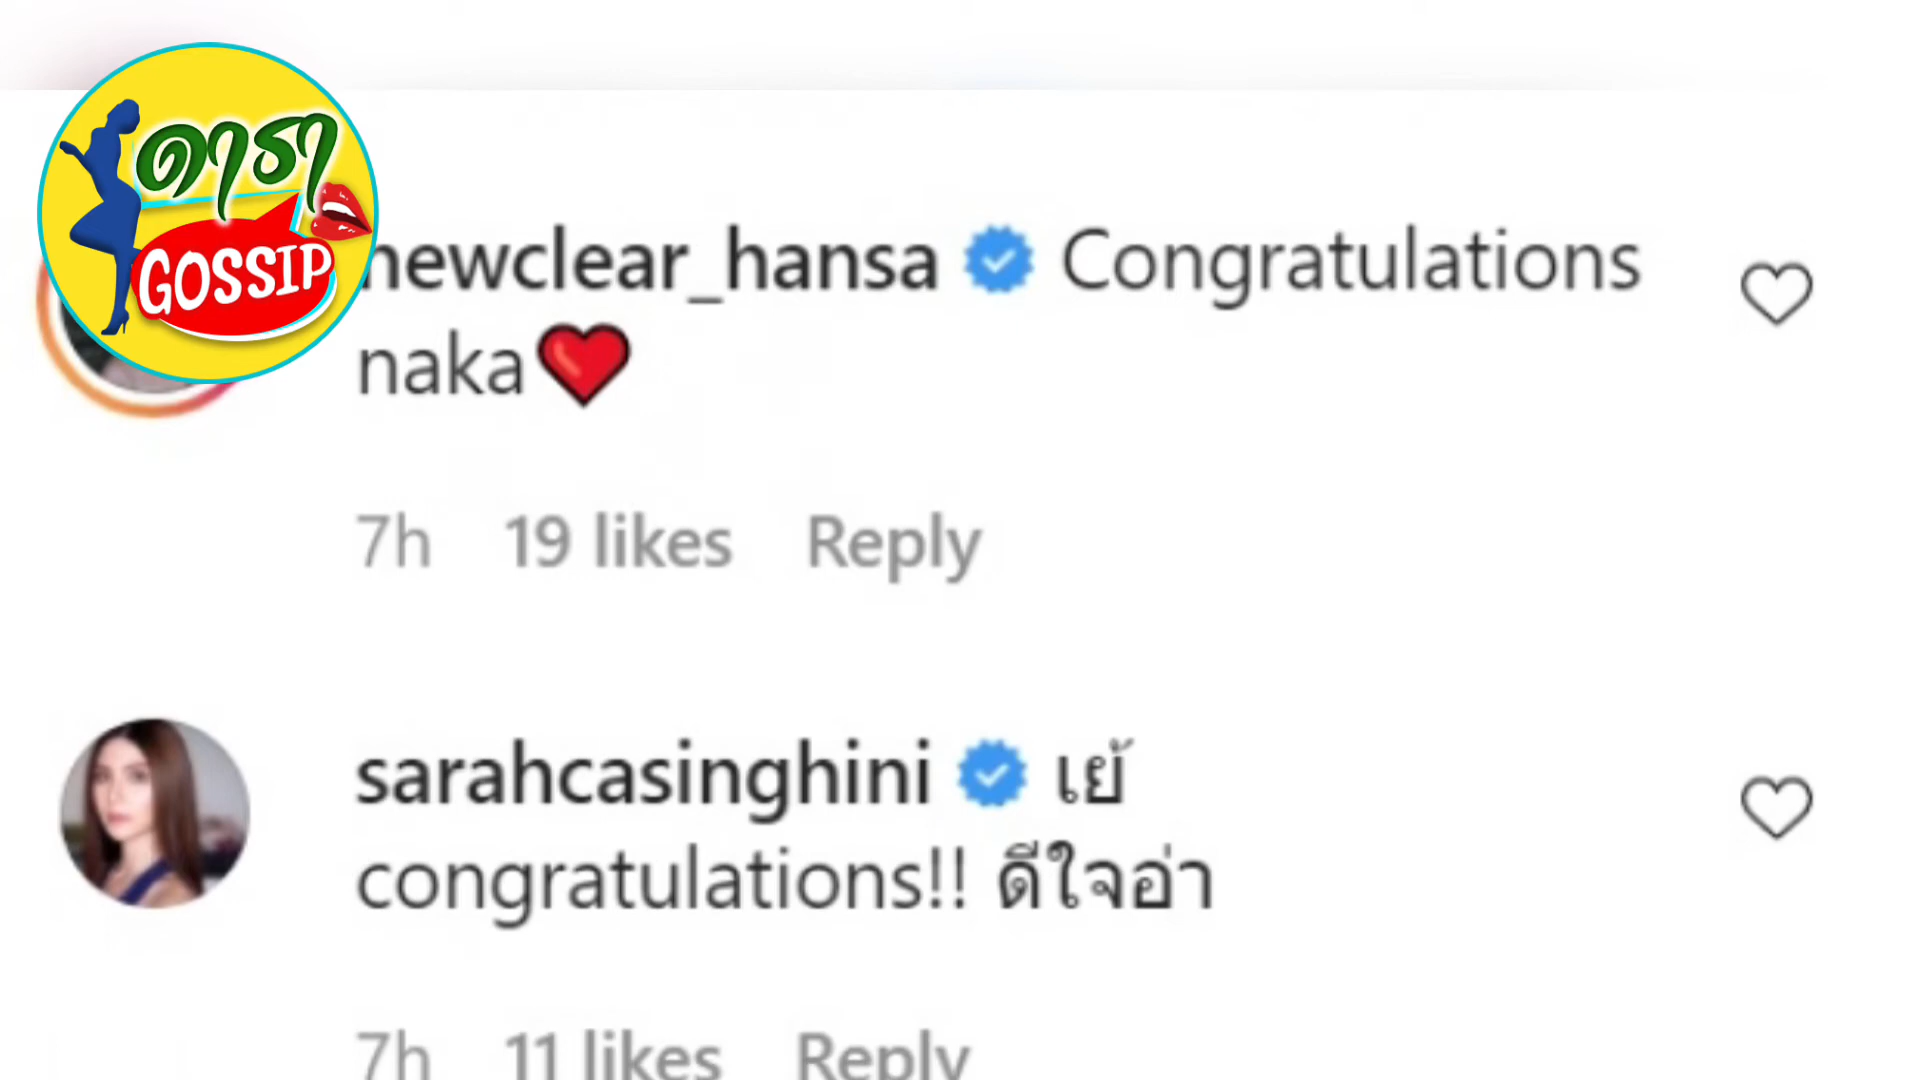 ดารา
GOSSIP
newclear_hansa Congratulations
naka❤️
7h 19 likes Reply
sarahcasinghini เย้
congratulations!! ดีใจอ่า
7h 11 likes Reply